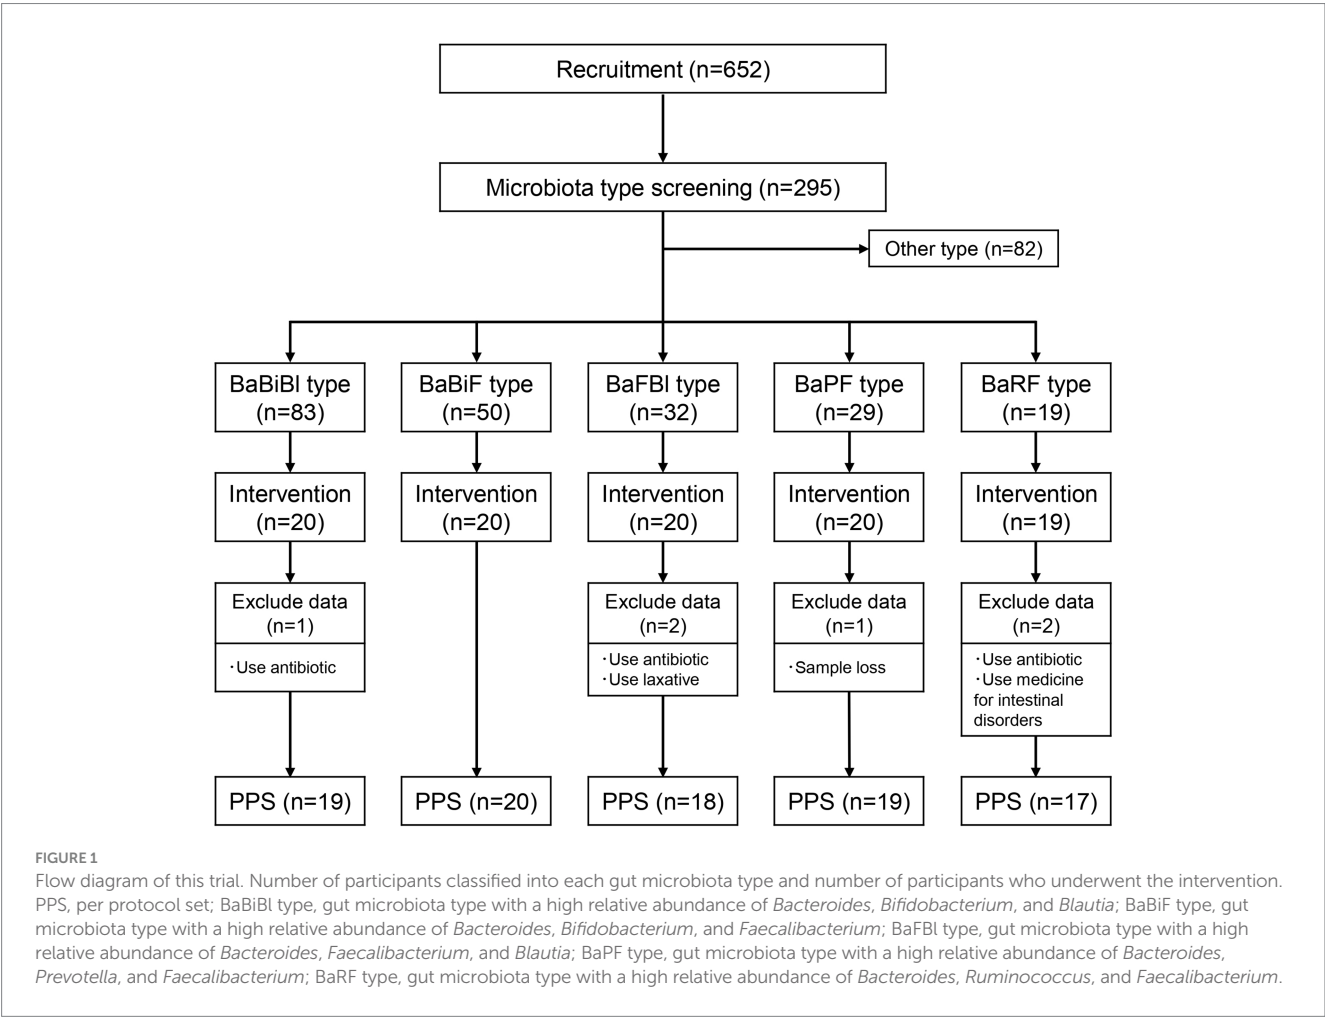 Recruitment (n=652)
Microbiota type screening (n=295)
Other type (n=82)
BaBiBl type
(n=83)
BaBiF type
(n=50)
BaFBl type
(n=32)
BaPF type
(n=29)
BaRF type
(n=19)
Intervention
(n=20)
Intervention
(n=20)
Intervention
(n=20)
Intervention
(n=20)
Intervention
(n=19)
Exclude data
(n=1)
・Use antibiotic
Exclude data
(n=2)
・Use antibiotic
・Use laxative
Exclude data
(n=1)
・Sample loss
Exclude data
(n=2)
・Use antibiotic
・Use medicine
for intestinal
disorders
PPS (n=19)
PPS (n=20)
PPS (n=18)
PPS (n=19)
PPS (n=17)
FIGURE 1
Flow diagram of this trial. Number of participants classified into each gut microbiota type and number of participants who underwent the intervention.
PPS, per protocol set; BaBiBl type, gut microbiota type with a high relative abundance of Bacteroides, Bifidobacterium, and Blautia; BaBiF type, gut
microbiota type with a high relative abundance of Bacteroides, Bifidobacterium, and Faecalibacterium; BaFBl type, gut microbiota type with a high
relative abundance of Bacteroides, Faecalibacterium, and Blautia; BaPF type, gut microbiota type with a high relative abundance of Bacteroides,
Prevotella, and Faecalibacterium; BaRF type, gut microbiota type with a high relative abundance of Bacteroides, Ruminococcus, and Faecalibacterium.